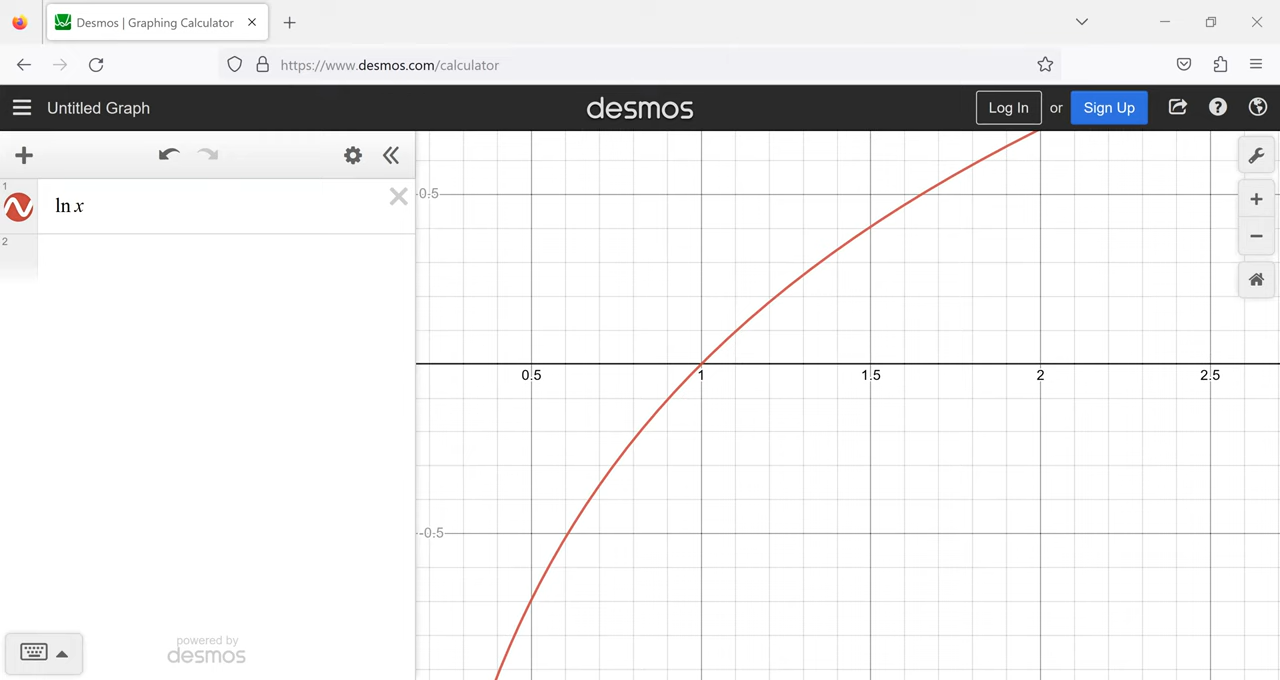 Desmos | Graphing Calculator
https://www.desmos.com/calculator
Untitled Graph
desmos
Log In or Sign Up
1
ln x
2
0.5
0.5 1 1.5 2 2.5
-0.5
powered by
desmos